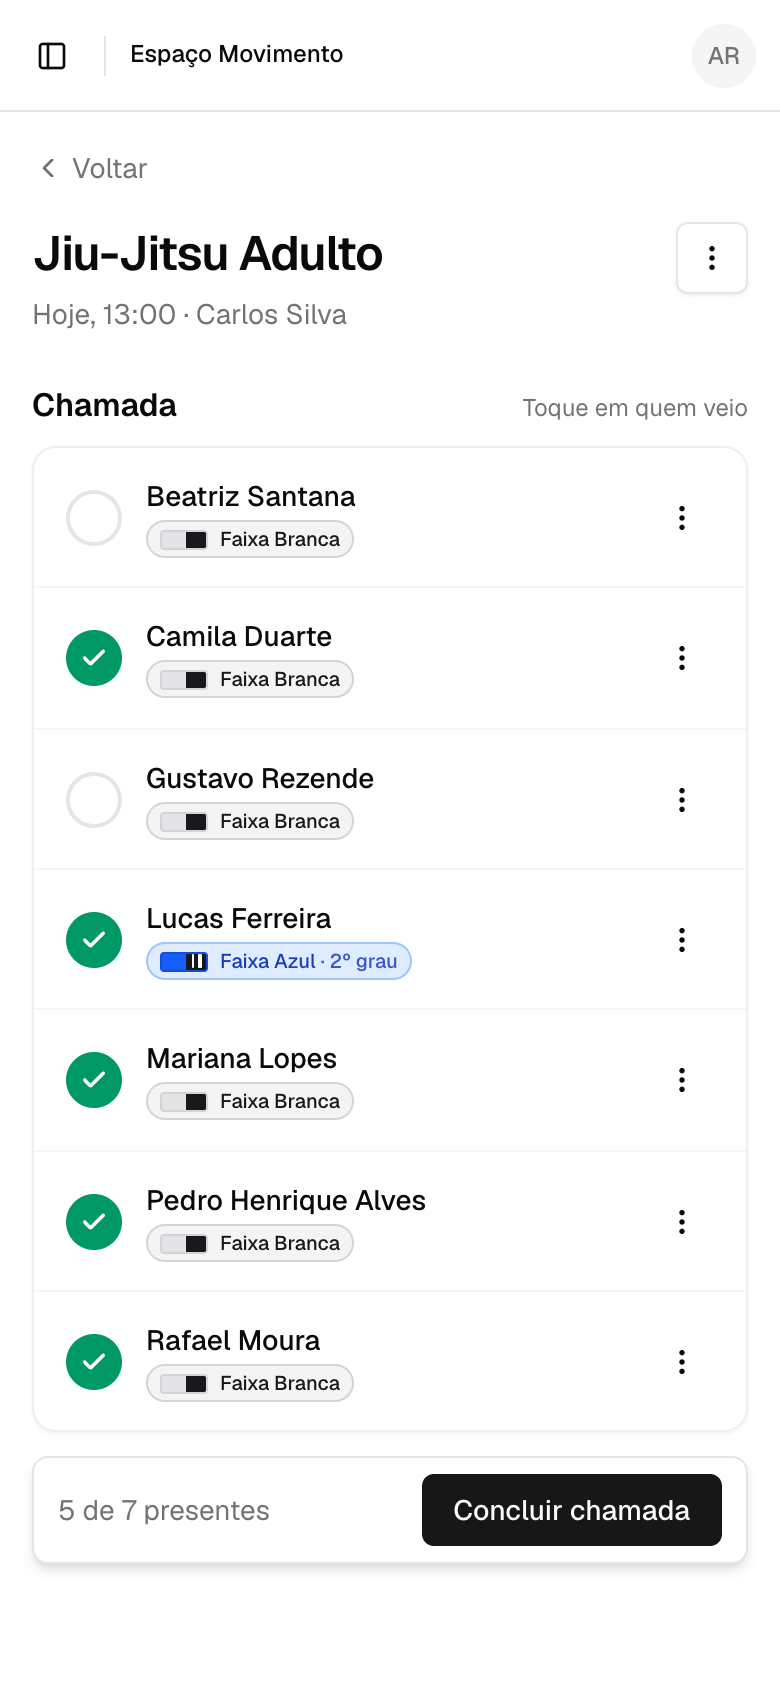 Espaço Movimento
AR
Voltar
Jiu-Jitsu Adulto
Hoje, 13:00 · Carlos Silva
Chamada
Toque em quem veio
Beatriz Santana
Faixa Branca
Camila Duarte
Faixa Branca
Gustavo Rezende
Faixa Branca
Lucas Ferreira
Faixa Azul · 2º grau
Mariana Lopes
Faixa Branca
Pedro Henrique Alves
Faixa Branca
Rafael Moura
Faixa Branca
5 de 7 presentes
Concluir chamada